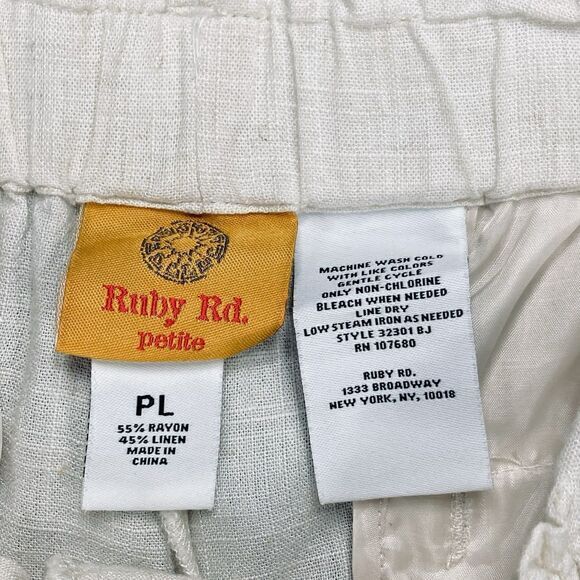 Ruby Rd.
petite
PL
55% RAYON
45% LINEN
MADE IN
CHINA
MACHINE WASH COLD
WITH LIKE COLORS
GENTLE CYCLE
ONLY NON-CHLORINE
BLEACH WHEN NEEDED
LINE DRY
LOW STEAM IRON AS NEEDED
STYLE 32301 BJ
RN 107680
RUBY RD.
1333 BROADWAY
NEW YORK, NY, 10018